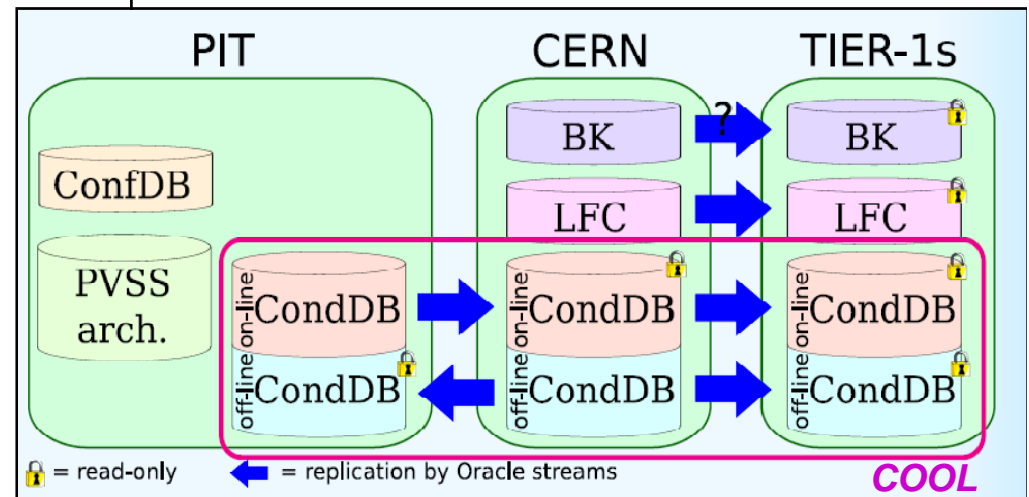 PIT
CERN
TIER-1s
ConfDB
PVSS
arch.
on-line
CondDB
off-line
CondDB
BK
LFC
on-line
CondDB
off-line
CondDB
?
BK
LFC
on-line
CondDB
off-line
CondDB
= read-only
= replication by Oracle streams
COOL